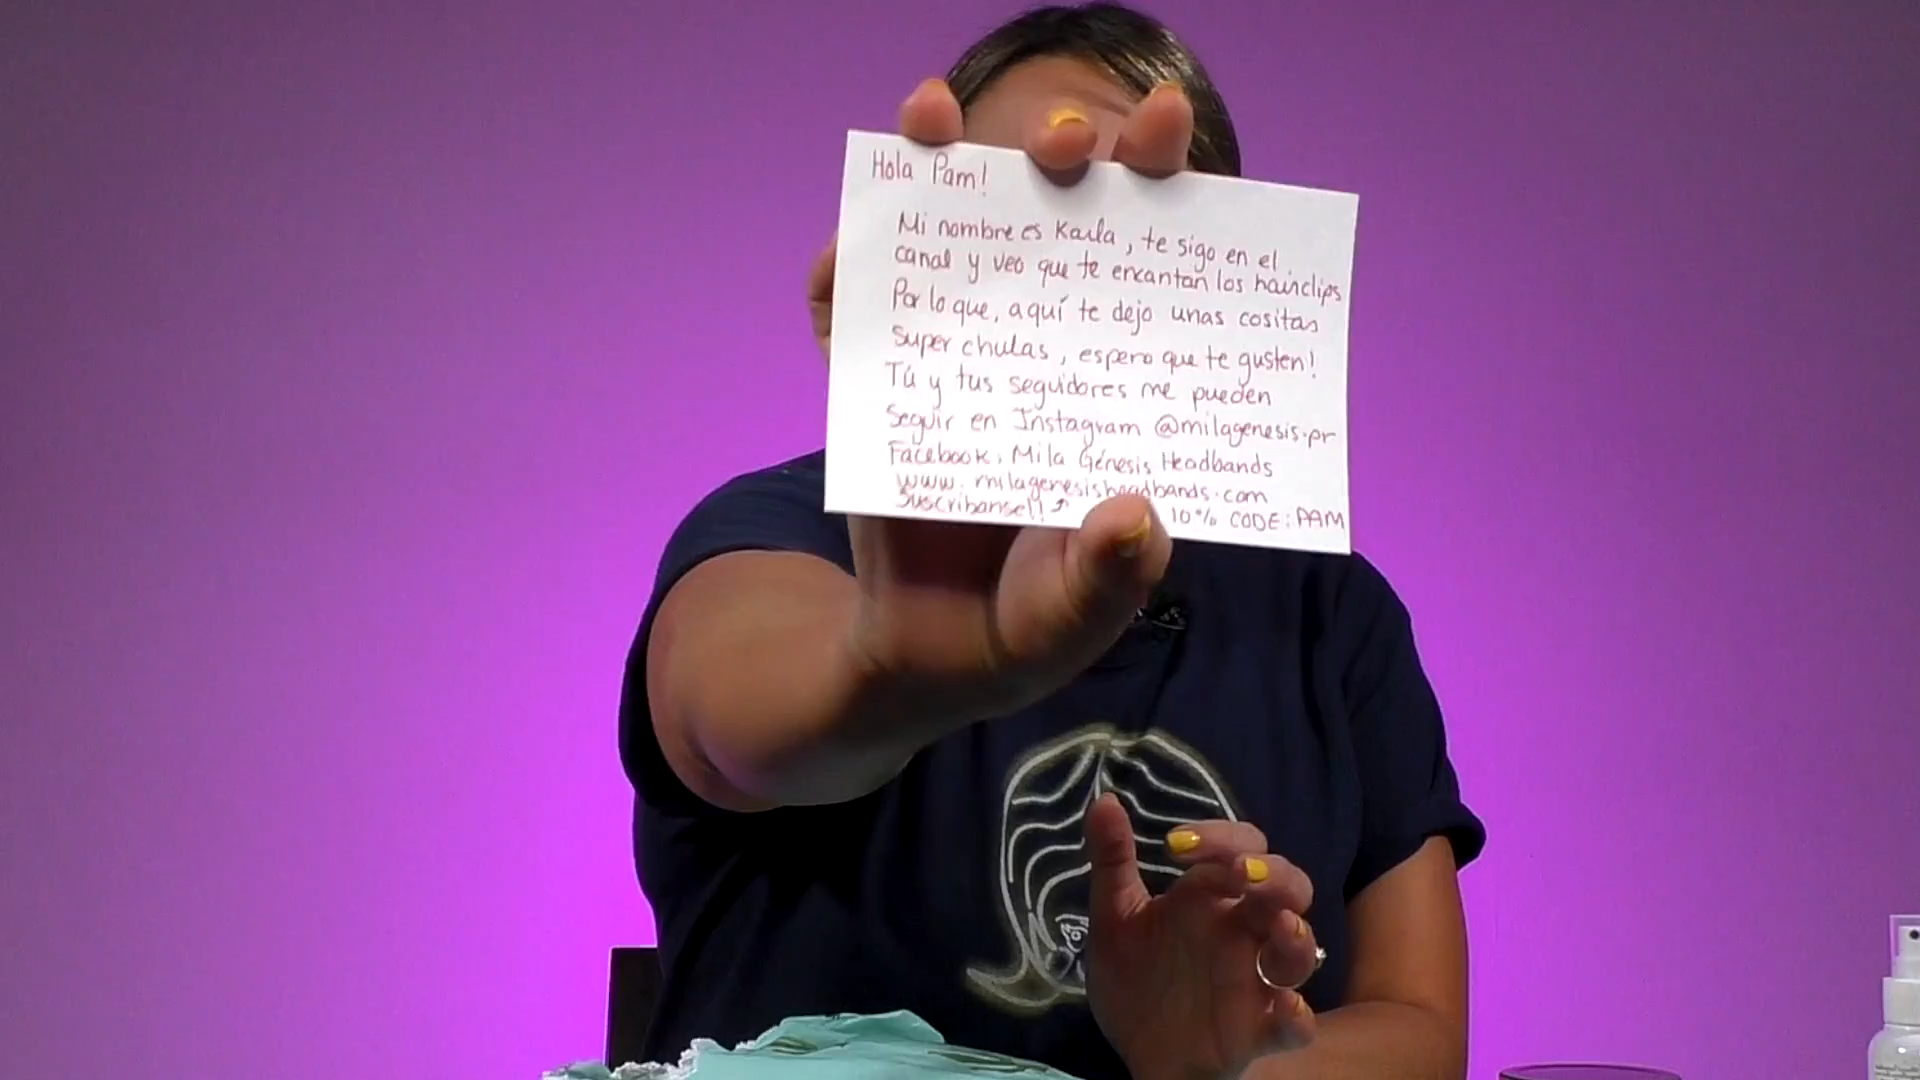 Hola Pam!
Mi nombre es Karla, te sigo en el
canal y veo que te encantan los hairclips
Por lo que, aquí te dejo unas cositas
Super chulas, espero que te gusten!
Tú y tus seguidores me pueden
Seguir en Instagram @milagenesis.pr
Facebook: Mila Génesis Headbands
www.milagenesisheadbands.com
Suscribanse!! 10% CODE: PAM